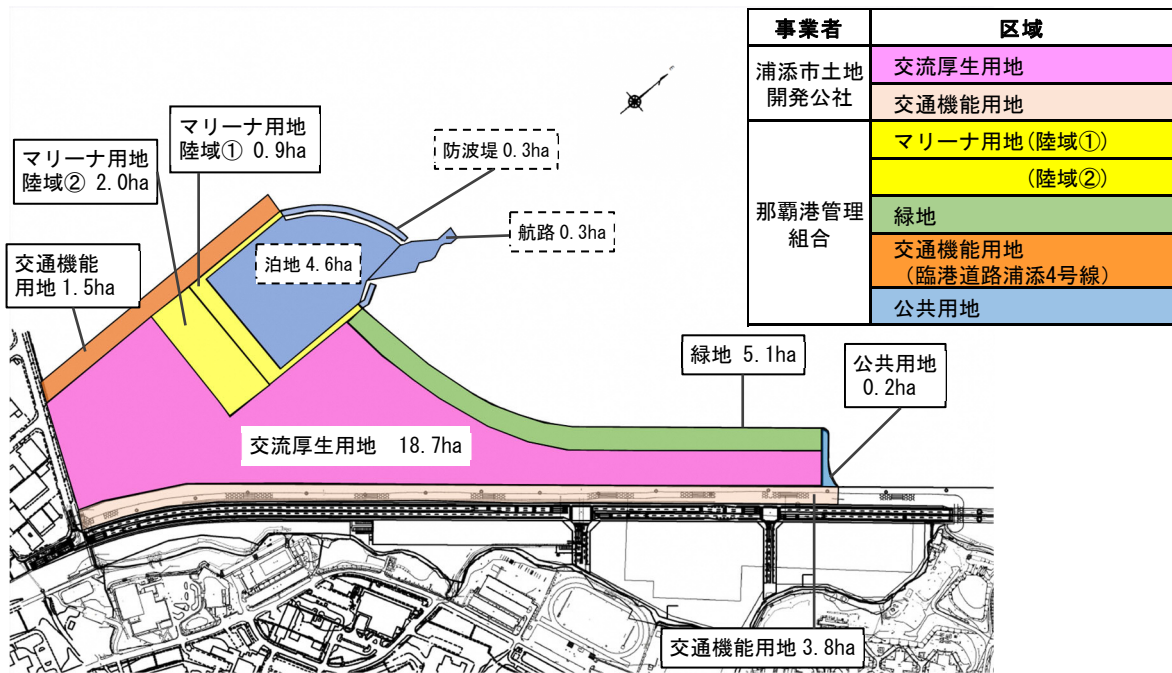 事業者
区域
浦添市土地
開発公社
交流厚生用地
交通機能用地
那覇港管理
組合
マリーナ用地(陸域①)
(陸域②)
緑地
交通機能用地
(臨港道路浦添4号線)
公共用地
マリーナ用地
陸域① 0.9ha
マリーナ用地
陸域② 2.0ha
防波堤 0.3ha
航路 0.3ha
泊地 4.6ha
交通機能
用地 1.5ha
緑地 5.1ha
公共用地
0.2ha
交流厚生用地 18.7ha
交通機能用地 3.8ha